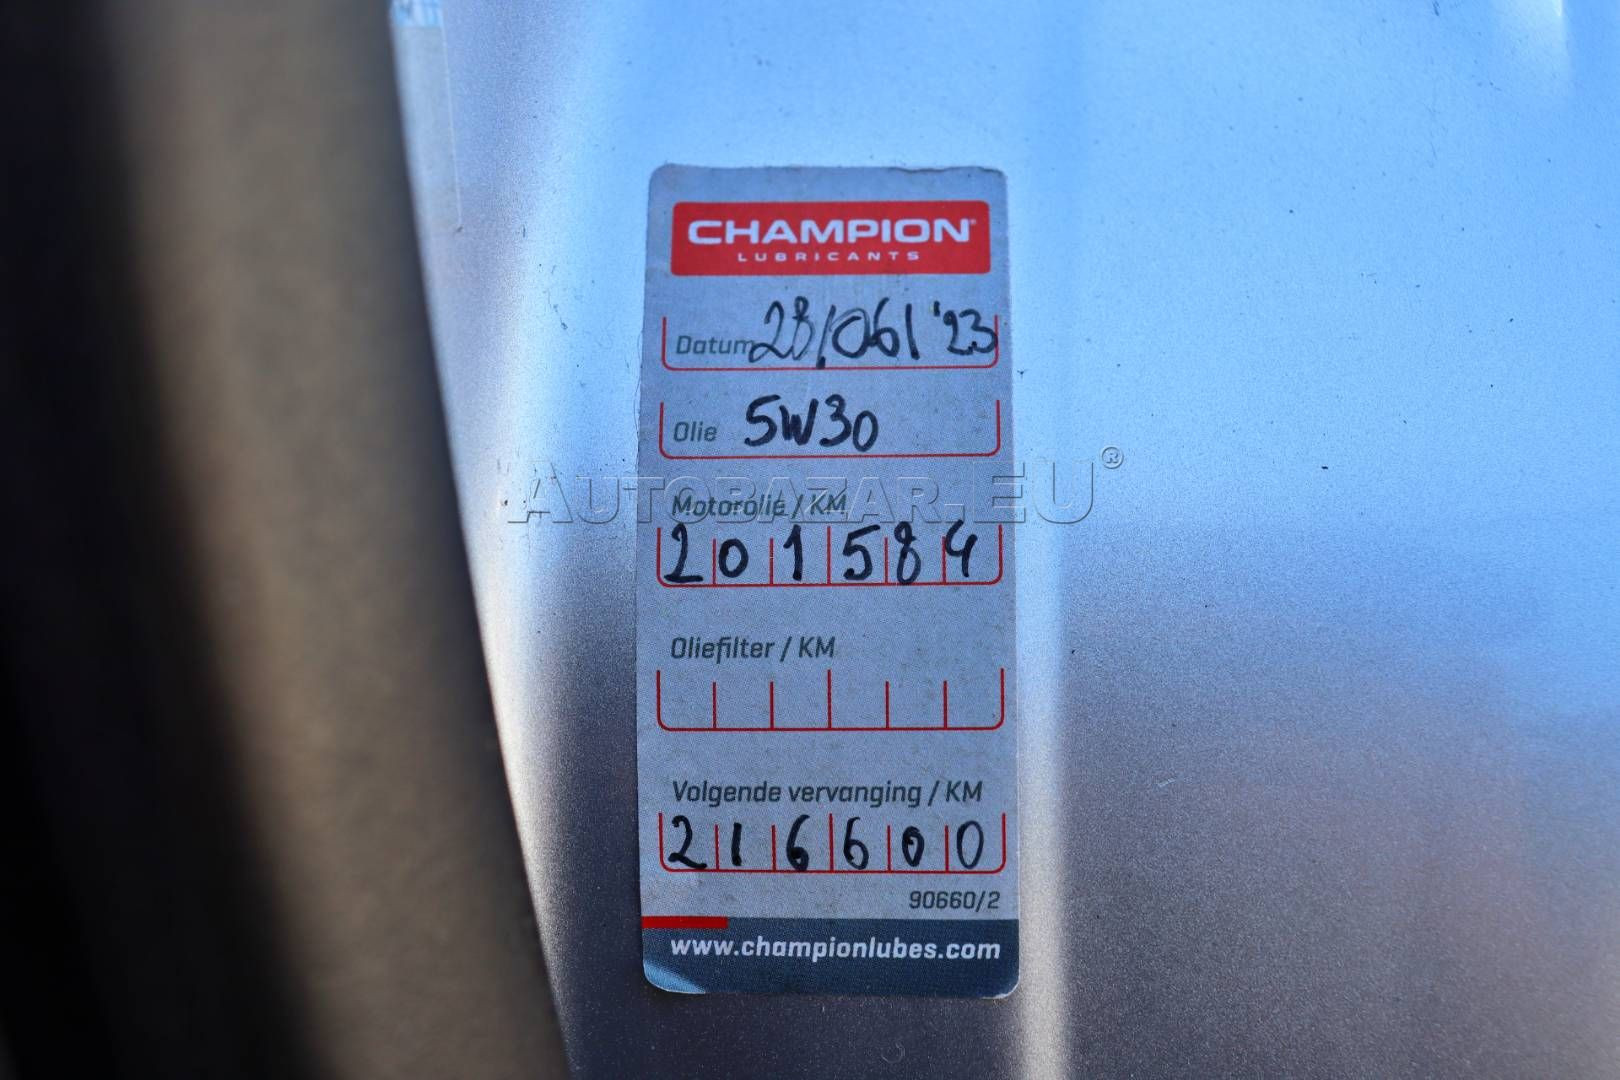 CHAMPION®
LUBRICANTS
Datum 28/06/'23
Olie 5W30
AUTOBAZAR.EU®
Motorolie / KM
201584
Oliefilter / KM
Volgende vervanging / KM
216600
90660/2
www.championlubes.com